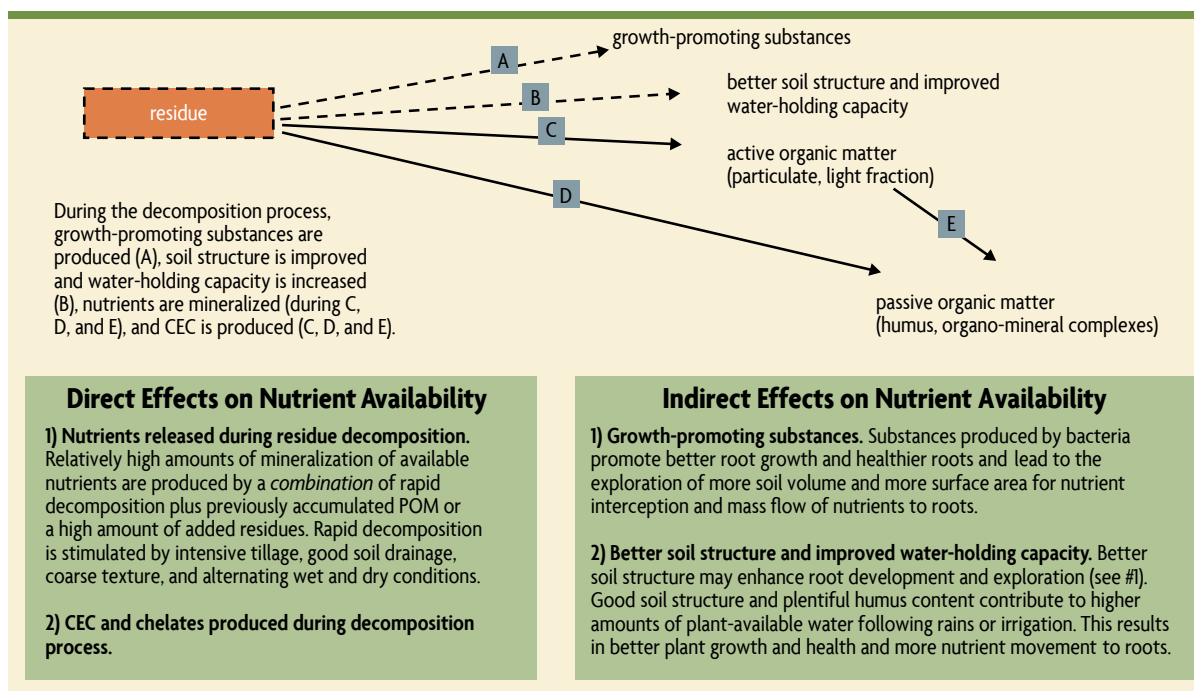 growth-promoting substances
A
residue
B
better soil structure and improved
water-holding capacity
C
active organic matter
(particulate, light fraction)
D
E
During the decomposition process,
growth-promoting substances are
produced (A), soil structure is improved
and water-holding capacity is increased
(B), nutrients are mineralized (during C,
D, and E), and CEC is produced (C, D, and E).
passive organic matter
(humus, organo-mineral complexes)
Direct Effects on Nutrient Availability
1) Nutrients released during residue decomposition.
Relatively high amounts of mineralization of available
nutrients are produced by a combination of rapid
decomposition plus previously accumulated POM or
a high amount of added residues. Rapid decomposition
is stimulated by intensive tillage, good soil drainage,
coarse texture, and alternating wet and dry conditions.
2) CEC and chelates produced during decomposition
process.
Indirect Effects on Nutrient Availability
1) Growth-promoting substances. Substances produced by bacteria
promote better root growth and healthier roots and lead to the
exploration of more soil volume and more surface area for nutrient
interception and mass flow of nutrients to roots.
2) Better soil structure and improved water-holding capacity. Better
soil structure may enhance root development and exploration (see #1).
Good soil structure and plentiful humus content contribute to higher
amounts of plant-available water following rains or irrigation. This results
in better plant growth and health and more nutrient movement to roots.